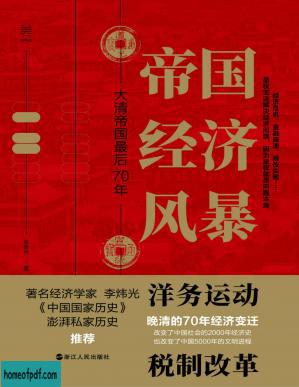 帝国
经济
风暴
大清帝国最后70年
著名经济学家 李炜光
《中国国家历史》
澎湃私家历史
推荐
浙江人民出版社
洋务运动
晚清的70年经济变迁
改变了中国社会的2000年经济史
也改变了中国5000年的文明进程
税制改革
homeofpdf.com